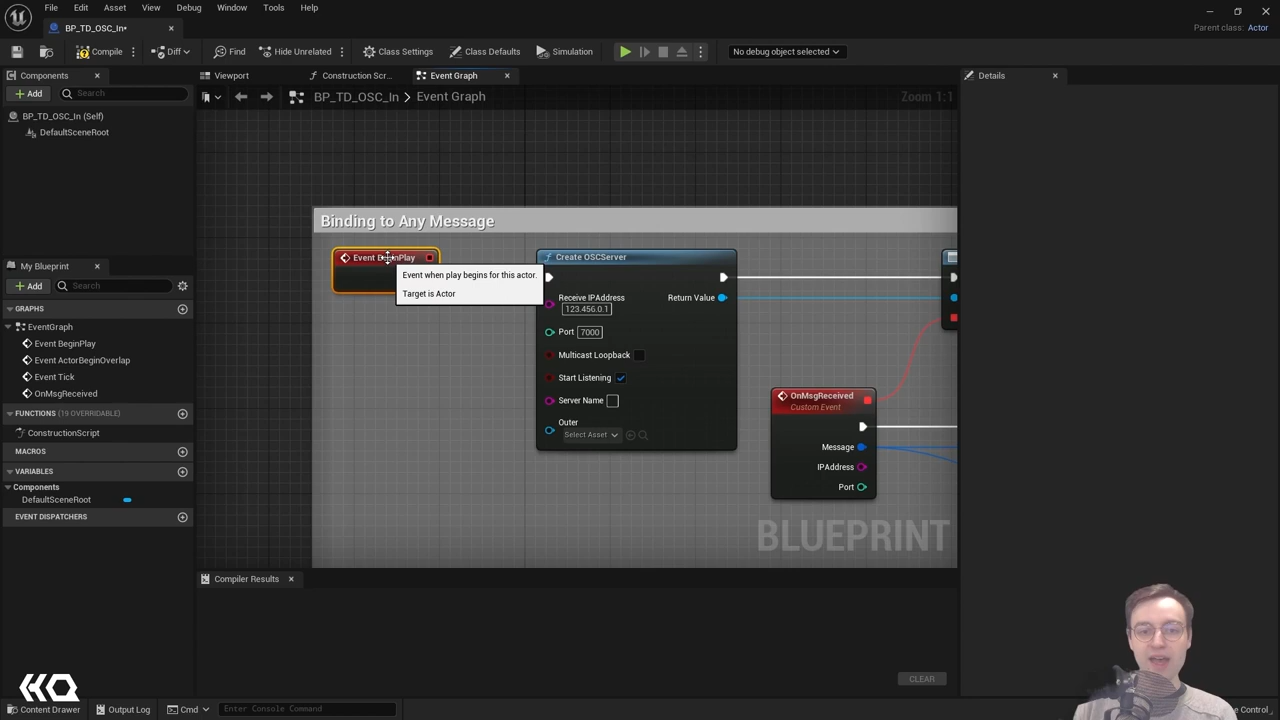 File Edit Asset View Debug Window Tools Help
BP_TD_OSC_In•
Parent class: Actor
Compile Diff Find Hide Unrelated Class Settings Class Defaults Simulation No debug object selected
Components
Viewport Construction Scr... Event Graph
Details
Add Search
BP_TD_OSC_In > Event Graph
Zoom 1:1
BP_TD_OSC_In (Self)
DefaultSceneRoot
Binding to Any Message
Event BeginPlay
Event when play begins for this actor.
Target is Actor
Create OSCServer
Receive IPAddress
123.456.0.1
Return Value
Port 7000
Multicast Loopback
Start Listening
Server Name
Outer
Select Asset
OnMsgReceived
Custom Event
Message
IPAddress
Port
BLUEPRINT
My Blueprint
Add Search
GRAPHS
EventGraph
Event BeginPlay
Event ActorBeginOverlap
Event Tick
OnMsgReceived
FUNCTIONS (19 OVERRIDABLE)
ConstructionScript
MACROS
VARIABLES
Components
DefaultSceneRoot
EVENT DISPATCHERS
Compiler Results
CLEAR
Content Drawer Output Log Cmd Enter Console Command
e Control